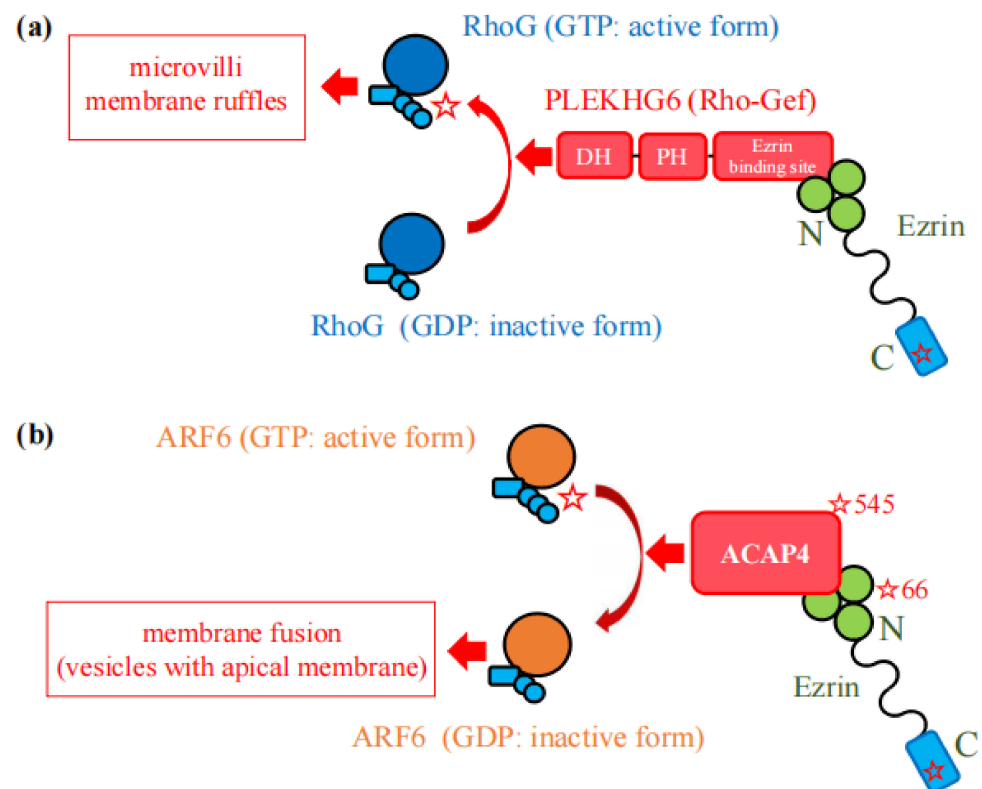 (a)
RhoG (GTP: active form)
microvilli
membrane ruffles
PLEKHG6 (Rho-Gef)
DH
PH
Ezrin
binding site
N
Ezrin
RhoG (GDP: inactive form)
C
(b)
ARF6 (GTP: active form)
☆545
ACAP4
☆66
membrane fusion
(vesicles with apical membrane)
N
Ezrin
ARF6 (GDP: inactive form)
C